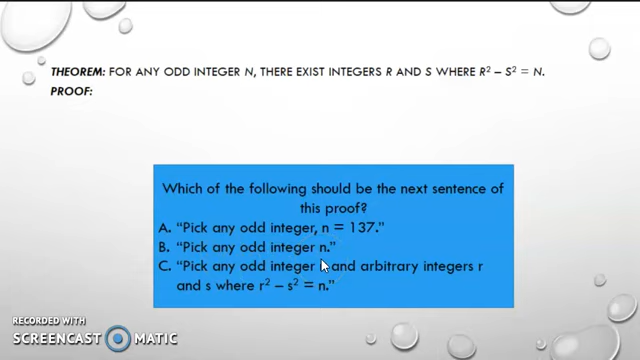 THEOREM: FOR ANY ODD INTEGER N, THERE EXIST INTEGERS R AND S WHERE R² – S² = N.
PROOF:
Which of the following should be the next sentence of
this proof?
A. “Pick any odd integer, n = 137.”
B. “Pick any odd integer n.”
C. “Pick any odd integer and arbitrary integers r
and s where r² – s² = n.”
RECORDED WITH
SCREENCAST MATIC